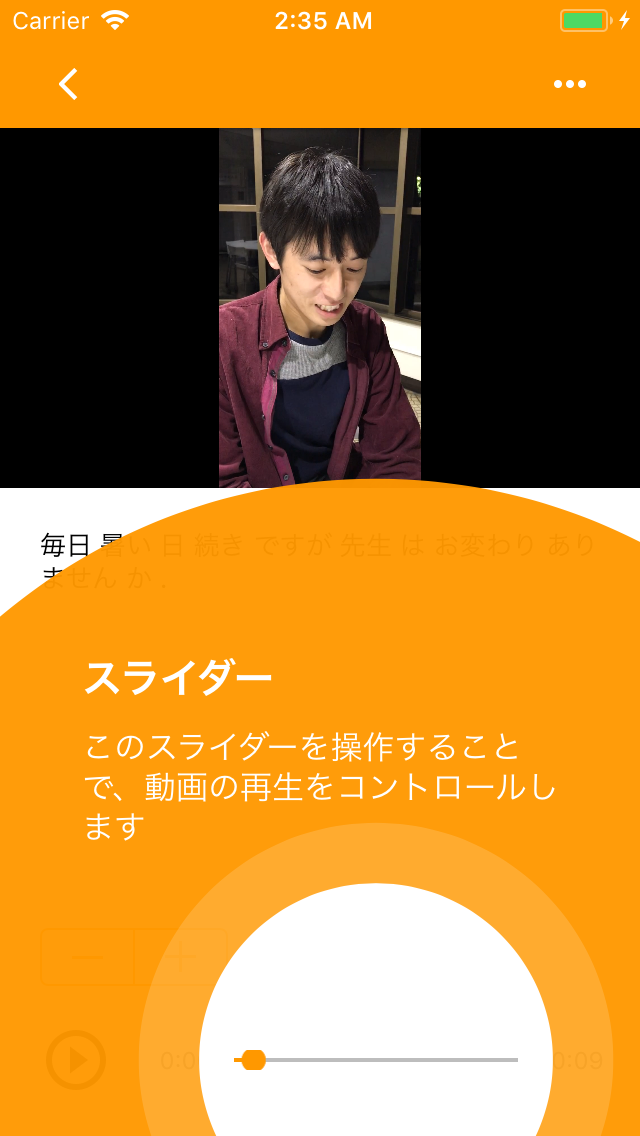 Carrier
2:35 AM
毎日 暑い 日 続き ですが 先生 は お変わり あり
ません か .
スライダー
このスライダーを操作すること
で、動画の再生をコントロールし
ます
0:0
0:09